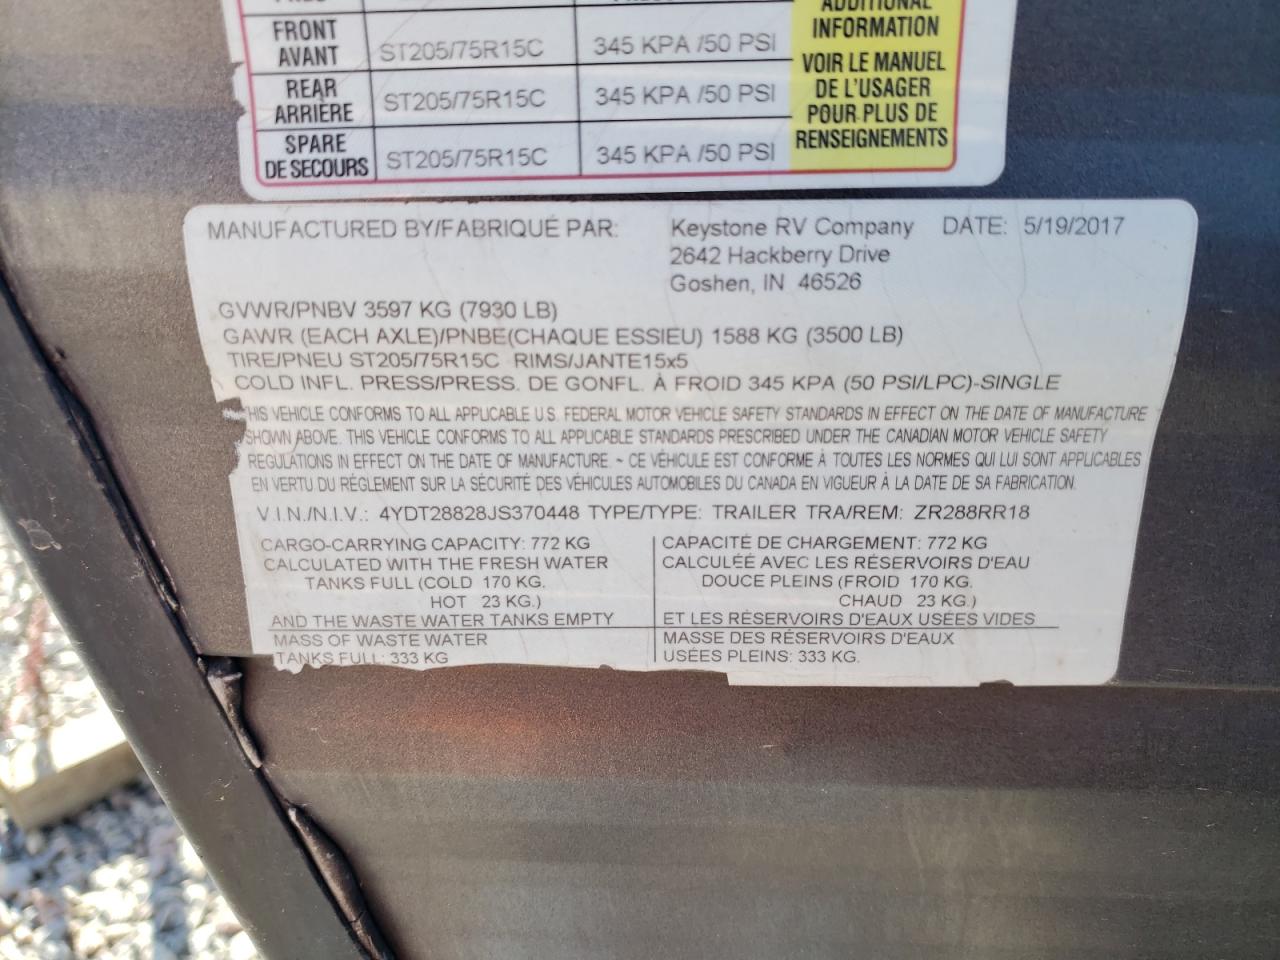 ADDITIONAL
INFORMATION
VOIR LE MANUEL
DE L'USAGER
POUR PLUS DE
RENSEIGNEMENTS
FRONT
AVANT
ST205/75R15C
345 KPA /50 PSI
REAR
ARRIÈRE
ST205/75R15C
345 KPA /50 PSI
SPARE
DE SECOURS
ST205/75R15C
345 KPA /50 PSI
MANUFACTURED BY/FABRIQUÉ PAR: Keystone RV Company DATE: 5/19/2017
2642 Hackberry Drive
Goshen, IN 46526
GVWR/PNBV 3597 KG (7930 LB)
GAWR (EACH AXLE)/PNBE(CHAQUE ESSIEU) 1588 KG (3500 LB)
TIRE/PNEU ST205/75R15C RIMS/JANTE15x5
COLD INFL. PRESS/PRESS. DE GONFL. À FROID 345 KPA (50 PSI/LPC)-SINGLE
HIS VEHICLE CONFORMS TO ALL APPLICABLE U.S. FEDERAL MOTOR VEHICLE SAFETY STANDARDS IN EFFECT ON THE DATE OF MANUFACTURE
SHOWN ABOVE. THIS VEHICLE CONFORMS TO ALL APPLICABLE STANDARDS PRESCRIBED UNDER THE CANADIAN MOTOR VEHICLE SAFETY
REGULATIONS IN EFFECT ON THE DATE OF MANUFACTURE. ~ CE VÉHICULE EST CONFORME À TOUTES LES NORMES QUI LUI SONT APPLICABLES
EN VERTU DU RÉGLEMENT SUR LA SÉCURITÉ DES VÉHICULES AUTOMOBILES DU CANADA EN VIGUEUR À LA DATE DE SA FABRICATION.
V.I.N./N.I.V.: 4YDT28828JS370448 TYPE/TYPE: TRAILER TRA/REM: ZR288RR18
CARGO-CARRYING CAPACITY: 772 KG
CALCULATED WITH THE FRESH WATER
TANKS FULL (COLD 170 KG.
HOT 23 KG.)
AND THE WASTE WATER TANKS EMPTY
MASS OF WASTE WATER
TANKS FULL: 333 KG
CAPACITÉ DE CHARGEMENT: 772 KG
CALCULÉE AVEC LES RÉSERVOIRS D'EAU
DOUCE PLEINS (FROID 170 KG.
CHAUD 23 KG.)
ET LES RÉSERVOIRS D'EAUX USÉES VIDES
MASSE DES RÉSERVOIRS D'EAUX
USÉES PLEINS: 333 KG.